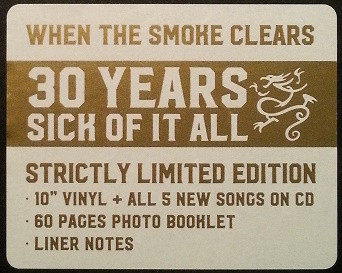 WHEN THE SMOKE CLEARS
30 YEARS
SICK OF IT ALL
STRICTLY LIMITED EDITION
· 10" VINYL + ALL 5 NEW SONGS ON CD
· 60 PAGES PHOTO BOOKLET
· LINER NOTES